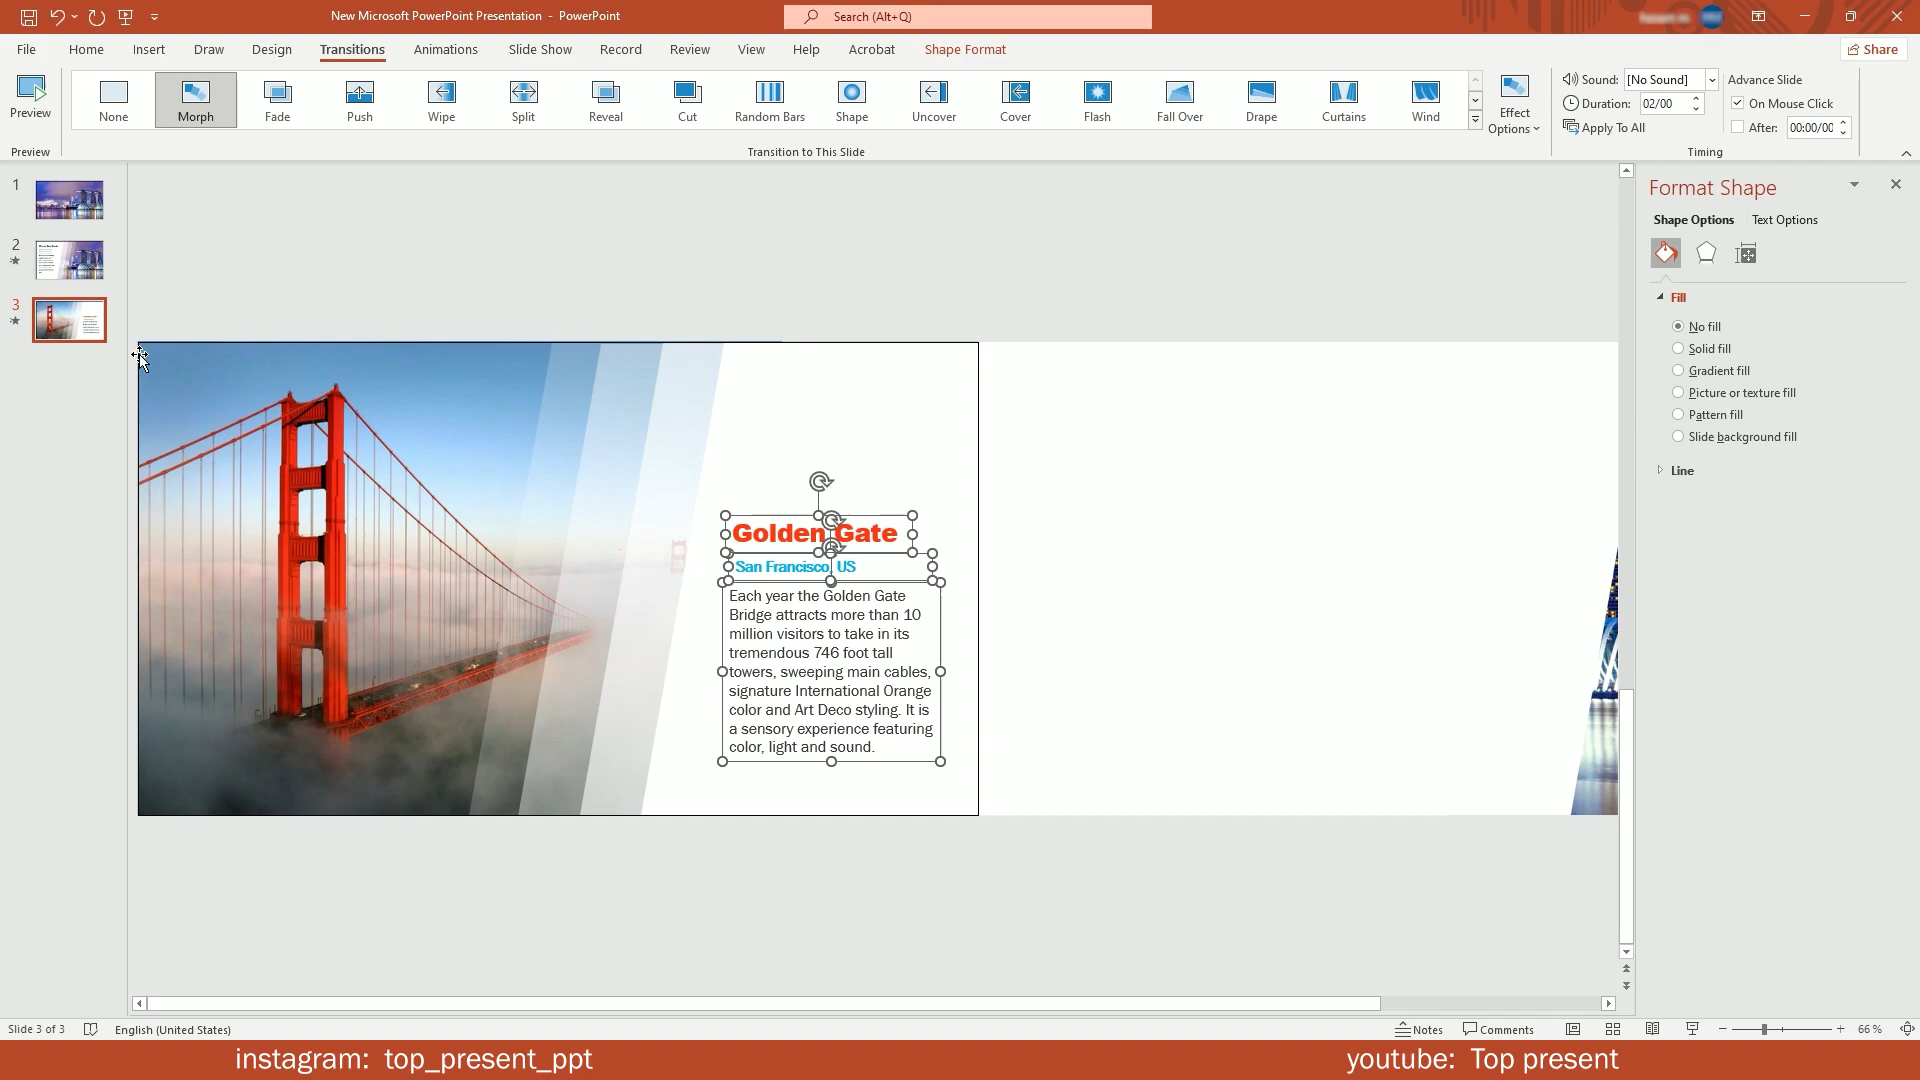 New Microsoft PowerPoint Presentation - PowerPoint
Search (Alt+Q)
File Home Insert Draw Design Transitions Animations Slide Show Record Review View Help Acrobat Shape Format
Share
Preview
None Morph Fade Push Wipe Split Reveal Cut Random Bars Shape Uncover Cover Flash Fall Over Drape Curtains Wind
Effect
Options
Sound: [No Sound]
Duration: 02/00
Apply To All
Advance Slide
On Mouse Click
After: 00:00/00
Preview
Transition to This Slide
Timing
1
2
3
Golden Gate
San Francisco, US
Each year the Golden Gate
Bridge attracts more than 10
million visitors to take in its
tremendous 746 foot tall
towers, sweeping main cables,
signature International Orange
color and Art Deco styling. It is
a sensory experience featuring
color, light and sound.
Format Shape
Shape Options Text Options
Fill
No fill
Solid fill
Gradient fill
Picture or texture fill
Pattern fill
Slide background fill
Line
Slide 3 of 3
English (United States)
Notes
Comments
66 %
instagram: top_present_ppt
youtube: Top present